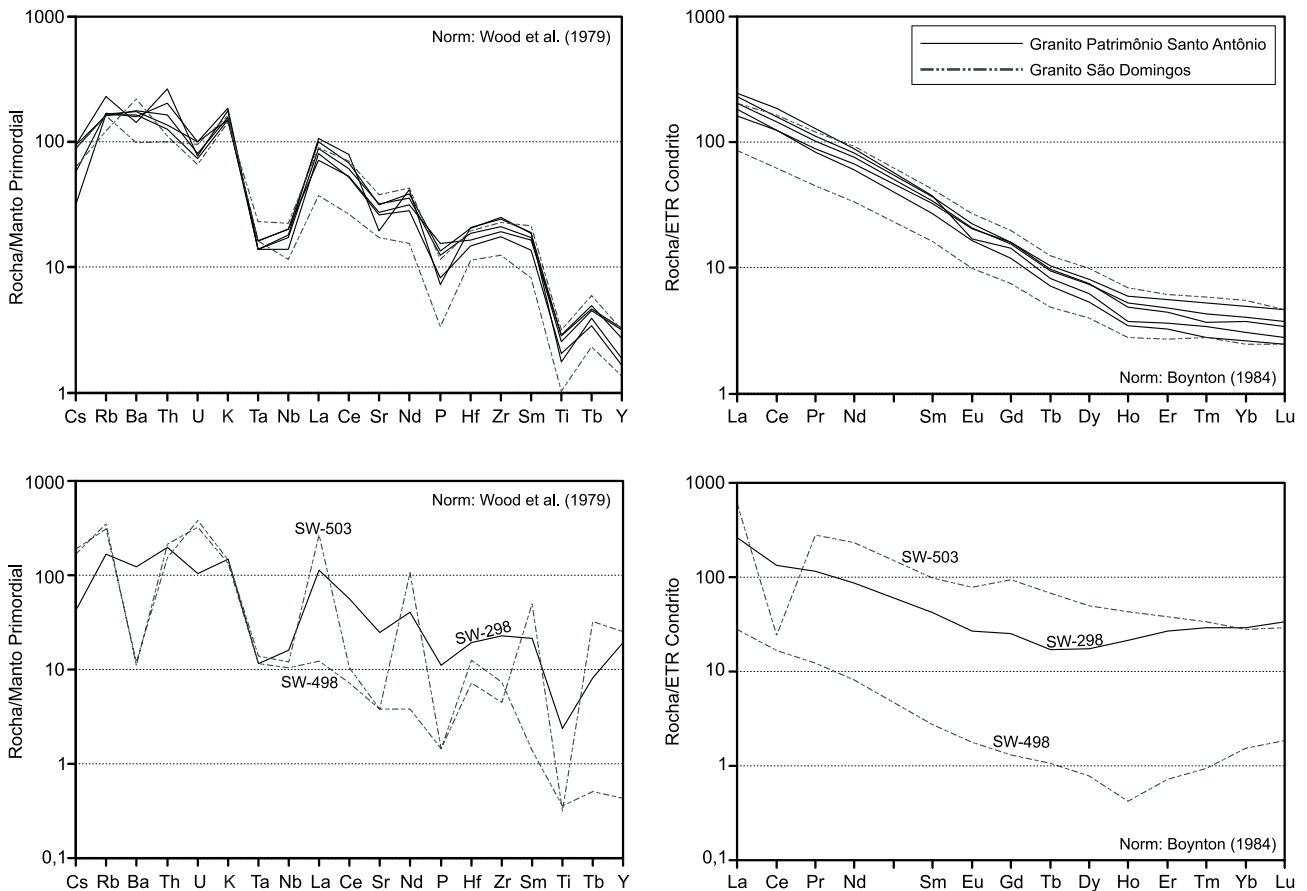 1000
100
10
1
Rocha/Manto Primordial
Norm: Wood et al. (1979)
Cs Rb Ba Th U K Ta Nb La Ce Sr Nd P Hf Zr Sm Ti Tb Y
1000
100
10
1
Rocha/ETR Condrito
Granito Patrimônio Santo Antônio
Granito São Domingos
Norm: Boynton (1984)
La Ce Pr Nd Sm Eu Gd Tb Dy Ho Er Tm Yb Lu
1000
100
10
1
0,1
Rocha/Manto Primordial
Norm: Wood et al. (1979)
SW-503
SW-298
SW-498
Cs Rb Ba Th U K Ta Nb La Ce Sr Nd P Hf Zr Sm Ti Tb Y
1000
100
10
1
0,1
Rocha/ETR Condrito
SW-503
SW-298
SW-498
Norm: Boynton (1984)
La Ce Pr Nd Sm Eu Gd Tb Dy Ho Er Tm Yb Lu